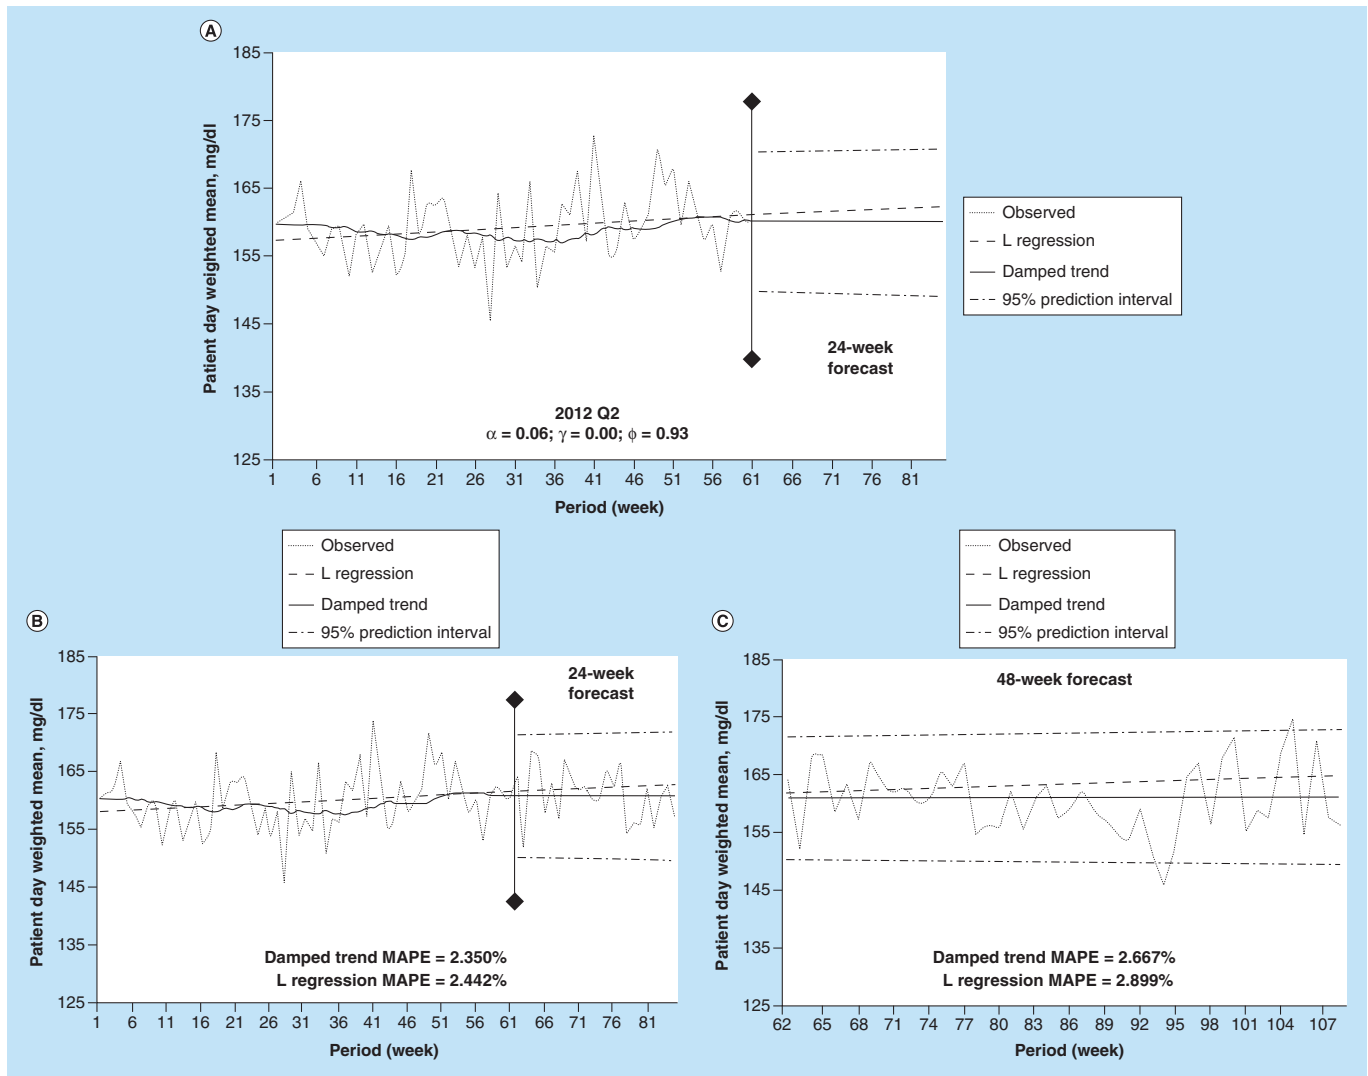 A
185
175
165
155
145
135
125
Patient day weighted mean, mg/dl
24-week
forecast
2012 Q2
α = 0.06; γ = 0.00; ϕ = 0.93
1 6 11 16 21 26 31 36 41 46 51 56 61 66 71 76 81
Period (week)
Observed
L regression
Damped trend
95% prediction interval
Observed
L regression
Damped trend
95% prediction interval
B
185
175
165
155
145
135
125
Patient day weighted mean, mg/dl
24-week
forecast
Damped trend MAPE = 2.350%
L regression MAPE = 2.442%
1 6 11 16 21 26 31 36 41 46 51 56 61 66 71 76 81
Period (week)
Observed
L regression
Damped trend
95% prediction interval
C
185
175
165
155
145
135
125
Patient day weighted mean, mg/dl
48-week forecast
Damped trend MAPE = 2.667%
L regression MAPE = 2.899%
62 65 68 71 74 77 80 83 86 89 92 95 98 101 104 107
Period (week)